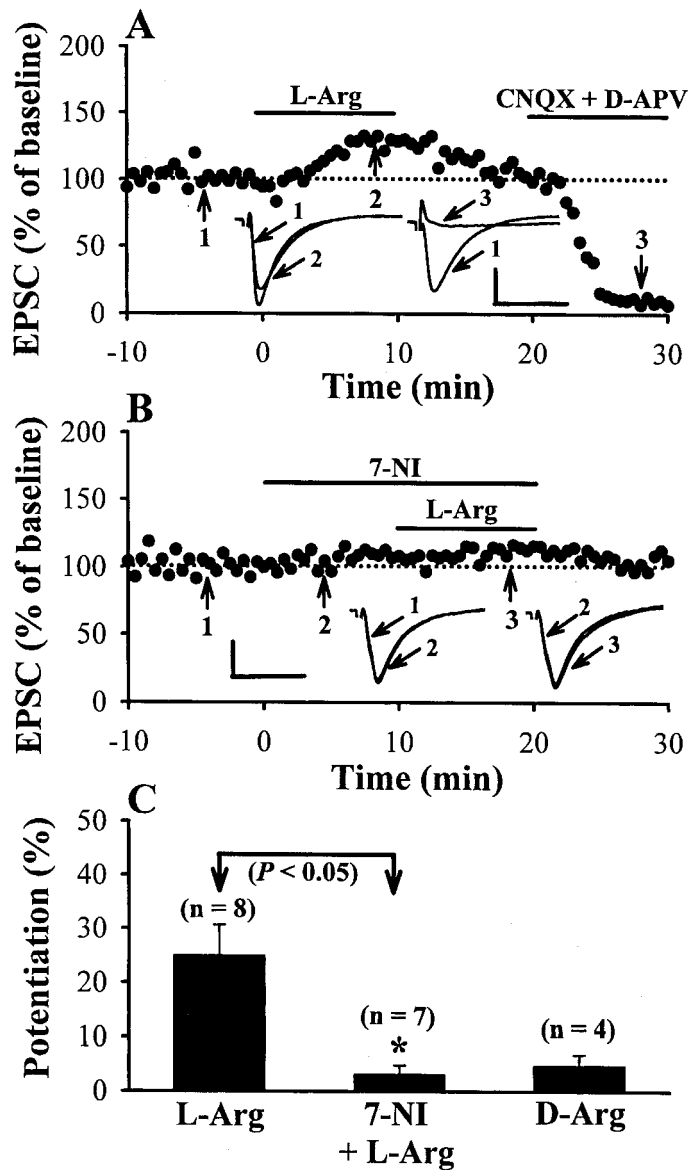 A
EPSC (% of baseline)
200
150
100
50
0
L-Arg
CNQX + D-APV
1
2
3
1
2
3
1
3
-10
0
10
20
30
Time (min)
B
EPSC (% of baseline)
200
150
100
50
0
7-NI
L-Arg
1
2
3
1
2
2
3
-10
0
10
20
30
Time (min)
C
Potentiation (%)
50
40
30
20
10
0
(P < 0.05)
(n = 8)
(n = 7)
*
(n = 4)
L-Arg
7-NI
+ L-Arg
D-Arg